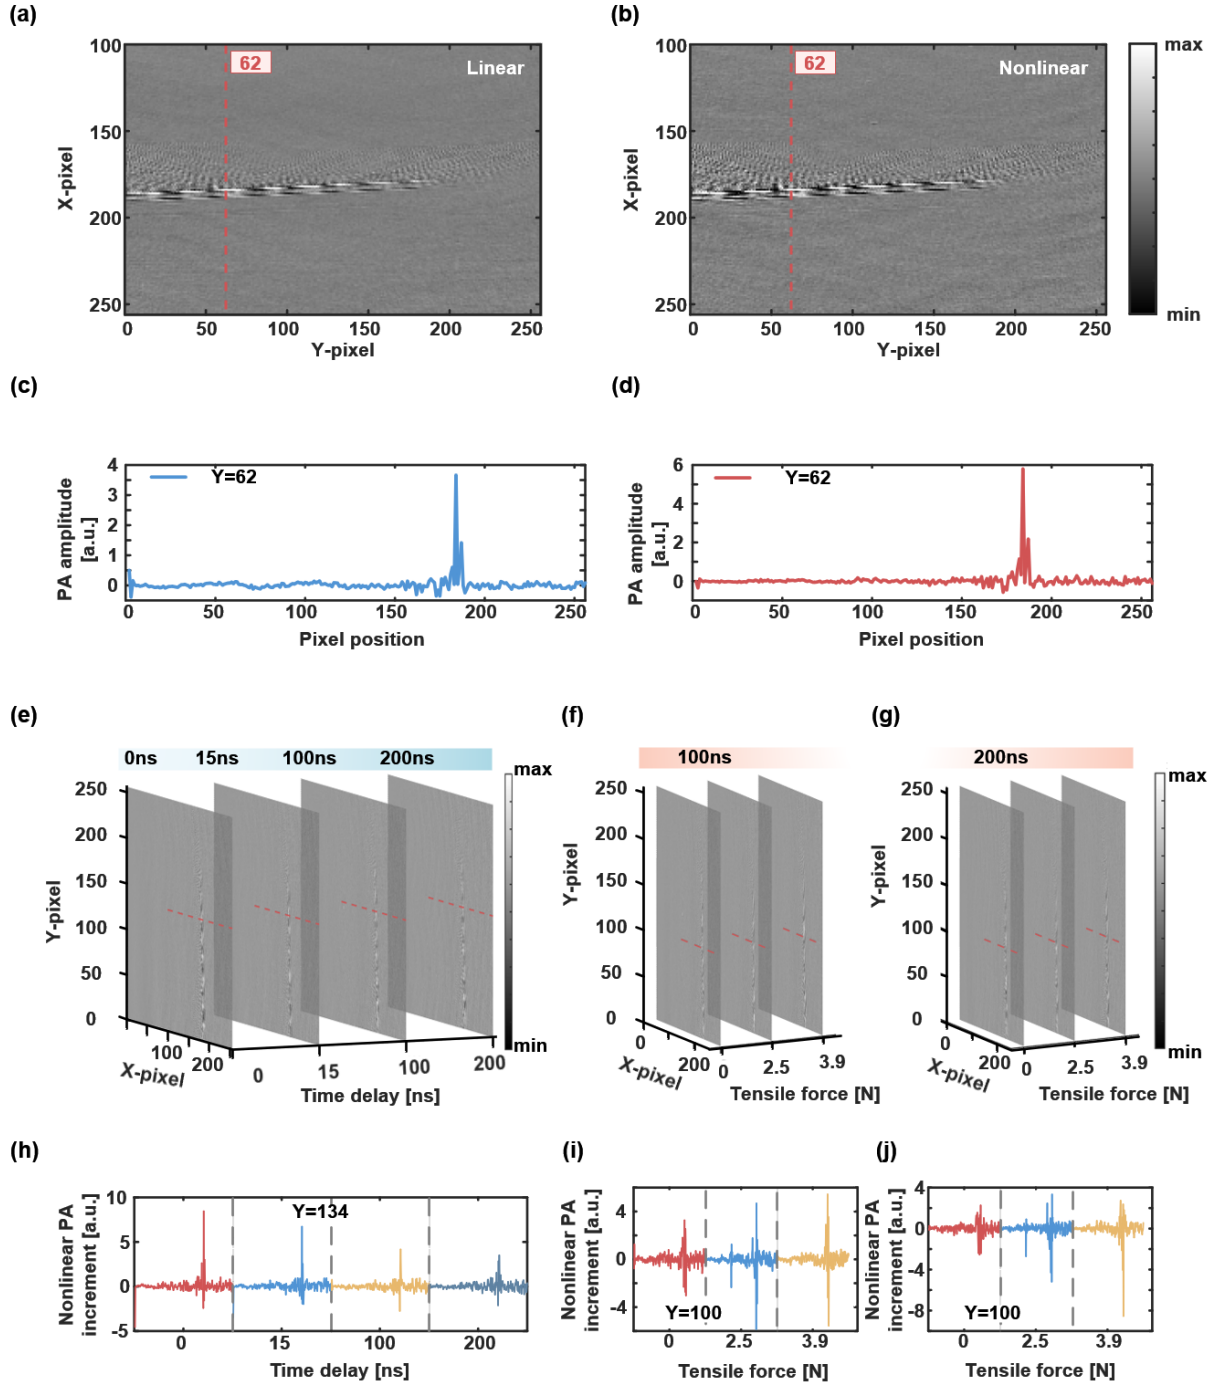 (a)
(b)
100
150
200
250
X-pixel
62
Linear
0
50
100
150
200
250
Y-pixel
100
150
200
250
X-pixel
62
Nonlinear
0
50
100
150
200
250
Y-pixel
max
min
(c)
(d)
4
3
2
1
0
PA amplitude
[a.u.]
Y=62
0
50
100
150
200
250
Pixel position
6
4
2
0
PA amplitude
[a.u.]
Y=62
0
50
100
150
200
250
Pixel position
(e)
(f)
(g)
0ns 15ns 100ns 200ns
max
min
250
200
150
100
50
0
Y-pixel
100
200
X-pixel
0
15
100
200
Time delay [ns]
100ns
250
200
150
100
50
0
Y-pixel
0
200
X-pixel
0
2.5
3.9
Tensile force [N]
200ns
max
min
250
200
150
100
50
0
Y-pixel
0
200
X-pixel
0
2.5
3.9
Tensile force [N]
(h)
(i)
(j)
10
5
0
-5
Nonlinear PA
increment [a.u.]
Y=134
0
15
100
200
Time delay [ns]
4
0
-4
Nonlinear PA
increment [a.u.]
Y=100
0
2.5
3.9
Tensile force [N]
4
0
-4
-8
Nonlinear PA
increment [a.u.]
Y=100
0
2.5
3.9
Tensile force [N]